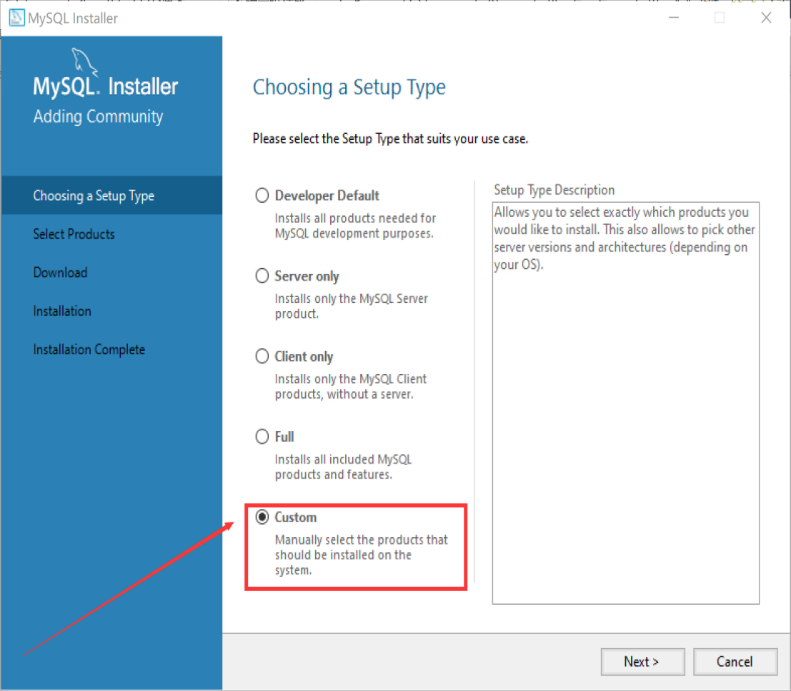 MySQL Installer
MySQL. Installer
Adding Community
Choosing a Setup Type
Select Products
Download
Installation
Installation Complete
Choosing a Setup Type
Please select the Setup Type that suits your use case.
Developer Default
Installs all products needed for
MySQL development purposes.
Server only
Installs only the MySQL Server
product.
Client only
Installs only the MySQL Client
products, without a server.
Full
Installs all included MySQL
products and features.
Custom
Manually select the products that
should be installed on the
system.
Setup Type Description
Allows you to select exactly which products you
would like to install. This also allows to pick other
server versions and architectures (depending on
your OS).
Next >
Cancel